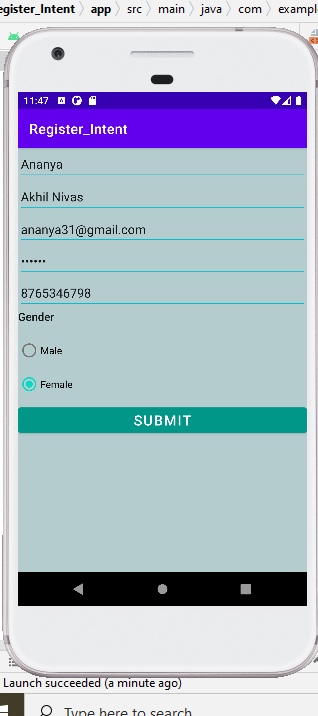 egister_Intent > app > src > main > java > com > exampl
11:47
Register_Intent
Ananya
Akhil Nivas
ananya31@gmail.com
••••••
8765346798
Gender
Male
Female
SUBMIT
Launch succeeded (a minute ago)
Type here to search